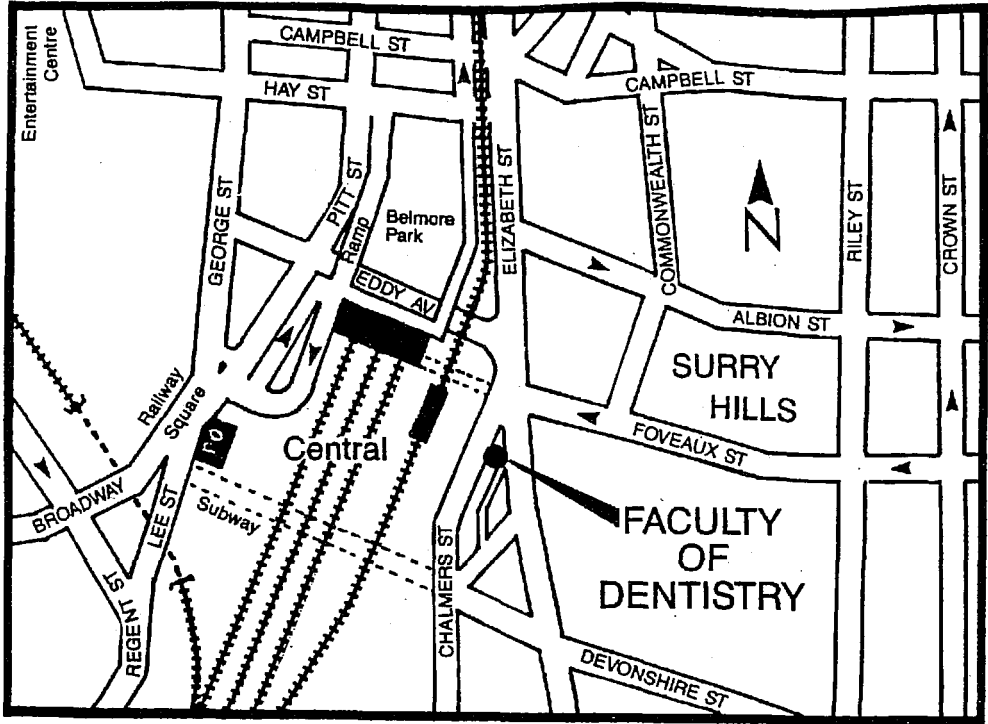 Entertainment
Centre
CAMPBELL ST
HAY ST
CAMPBELL ST
GEORGE ST
PITT ST
Ramp
Belmore
Park
EDDY AV
ELIZABETH ST
COMMONWEALTH ST
N
RILEY ST
CROWN ST
ALBION ST
SURRY
HILLS
FOVEAUX ST
Railway
Square
P.O.
Central
Subway
BROADWAY
LEE ST
REGENT ST
CHALMERS ST
FACULTY
OF
DENTISTRY
DEVONSHIRE ST